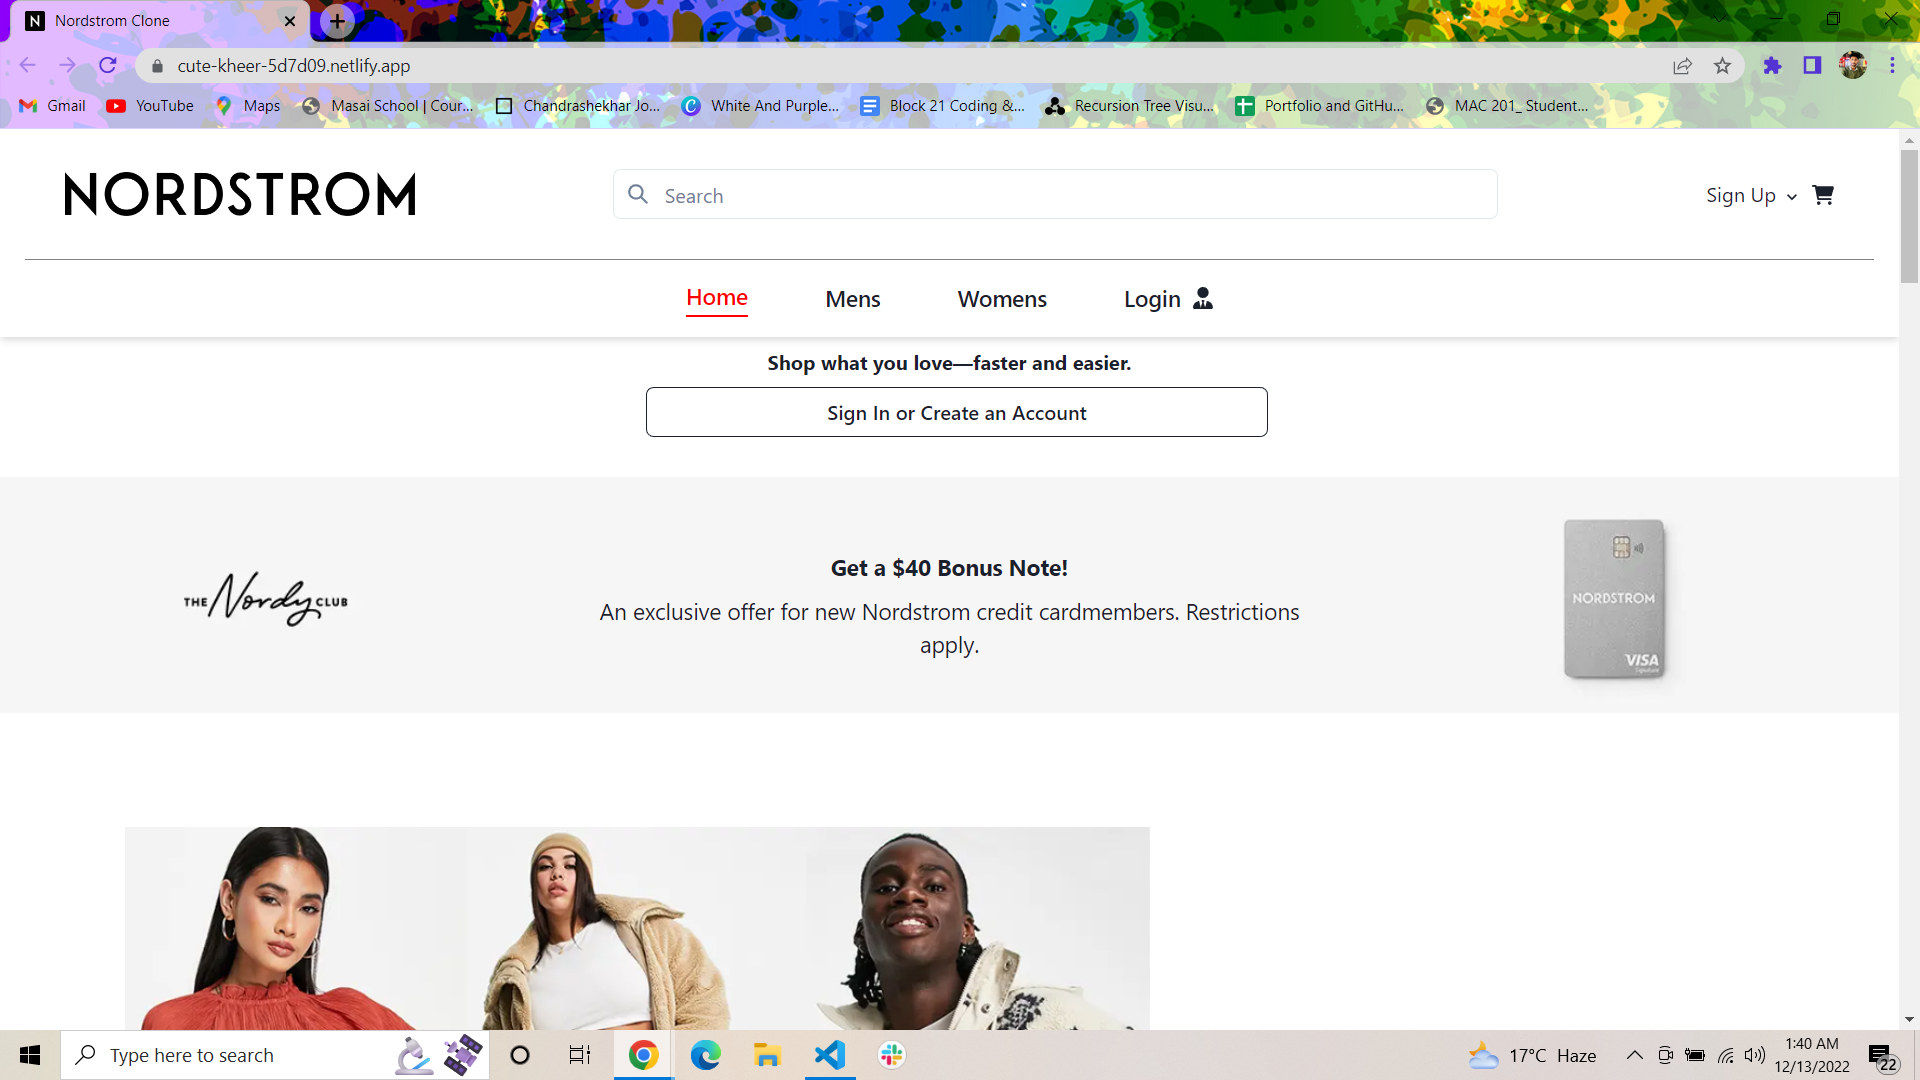 N Nordstrom Clone
cute-kheer-5d7d09.netlify.app
Gmail YouTube Maps Masai School | Cour... Chandrashekhar Jo... White And Purple... Block 21 Coding &... Recursion Tree Visu... Portfolio and GitHu... MAC 201_ Student...
NORDSTROM Search Sign Up
Home Mens Womens Login
Shop what you love—faster and easier.
Sign In or Create an Account
THE Nordy CLUB
Get a $40 Bonus Note!
An exclusive offer for new Nordstrom credit cardmembers. Restrictions
apply.
NORDSTROM
VISA
Signature
Type here to search
17°C Haze
1:40 AM
12/13/2022
22